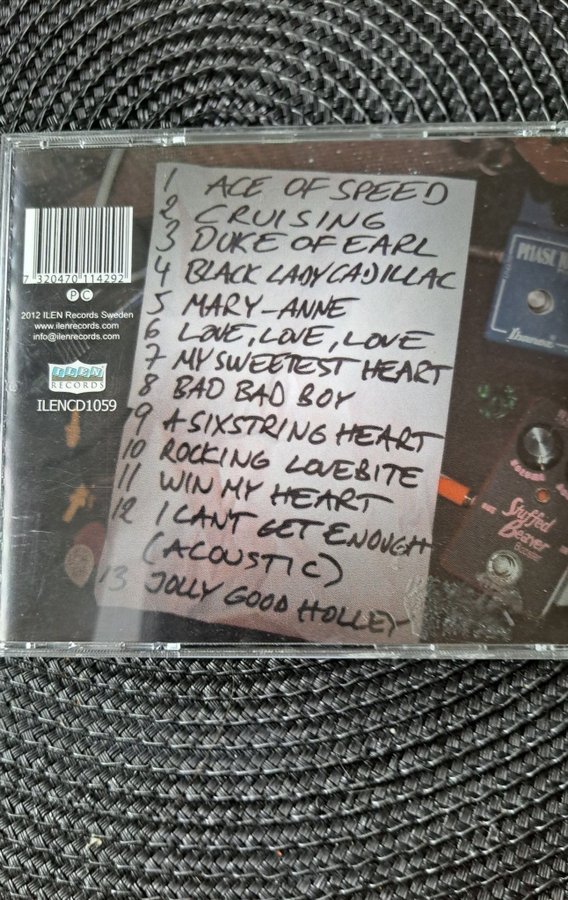 1 ACE OF SPEED
2 CRUISING
3 DUKE OF EARL
4 BLACK LADY CADILLAC
5 MARY-ANNE
6 LOVE, LOVE, LOVE
7 MY SWEETEST HEART
8 BAD BAD BOY
9 A SIXSTRING HEART
10 ROCKING LOVEBITE
11 WIN MY HEART
12 I CANT GET ENOUGH
(ACOUSTIC)
13 JOLLY GOOD HOLLEY
7 320470 114292
P C
2012 ILEN Records Sweden
www.ilenrecords.com
info@ilenrecords.com
ILEN
RECORDS
ILENCD1059
PHASE
Stuffed
Beaver